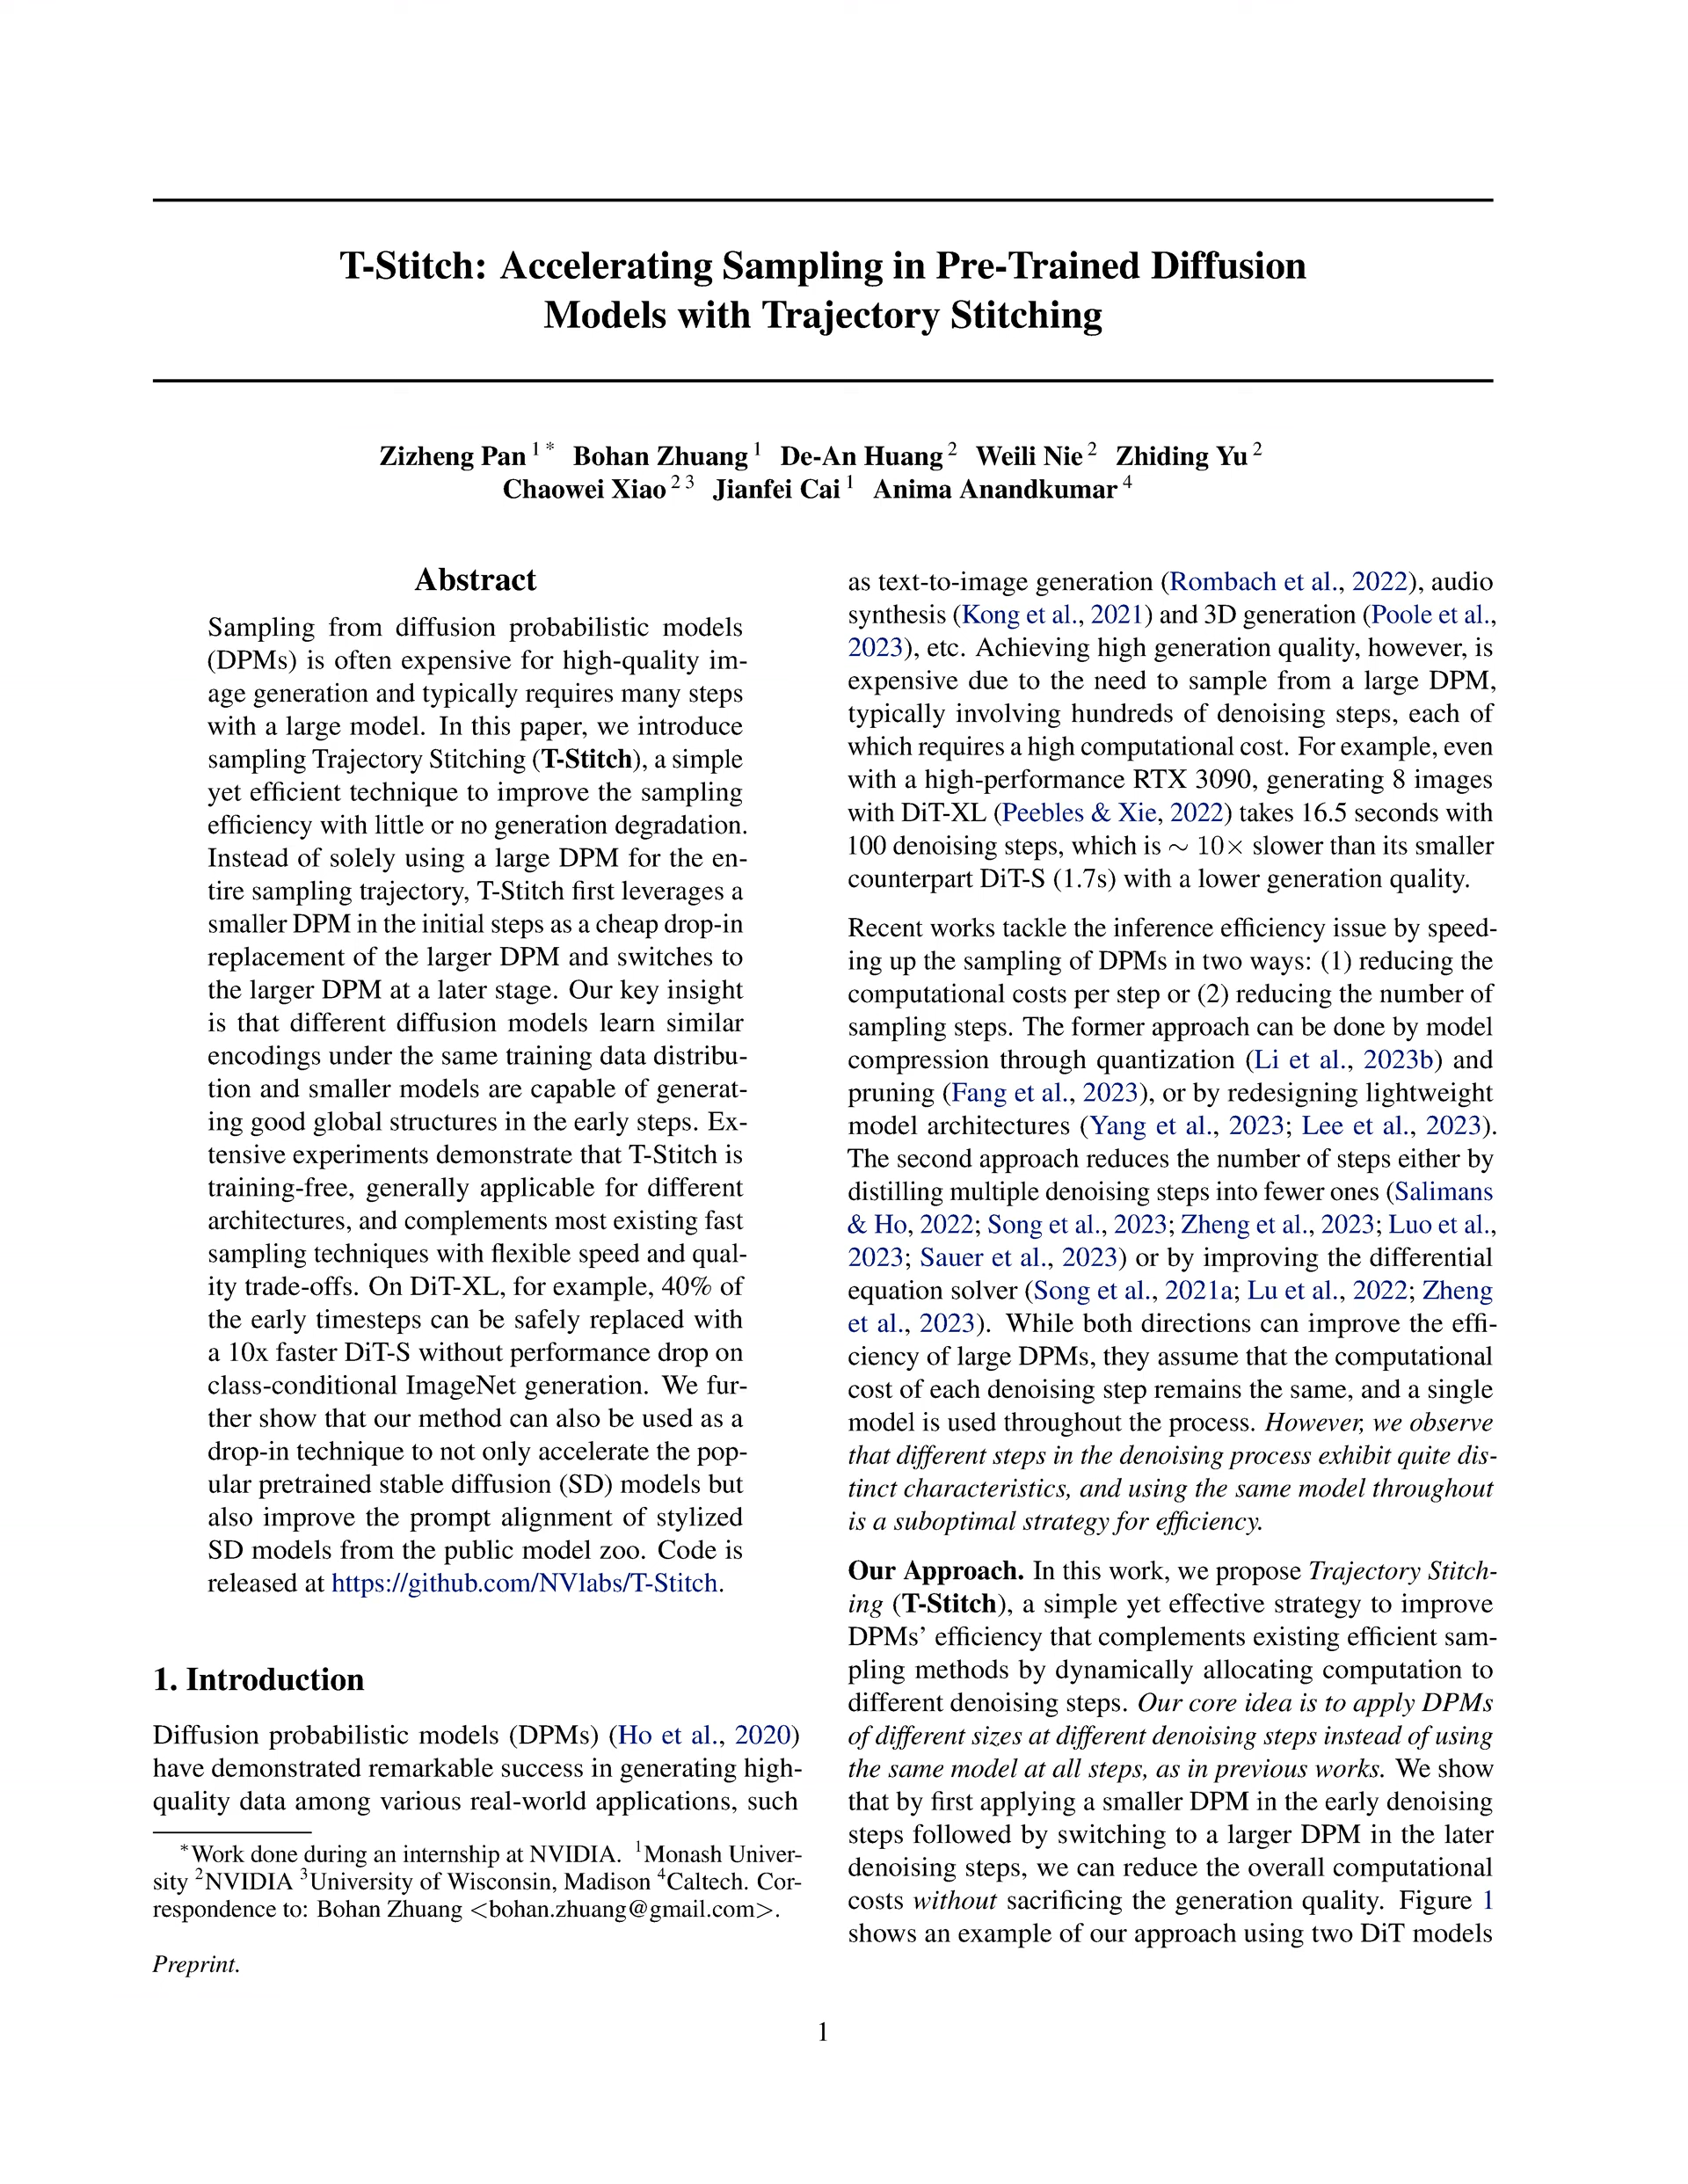 T-Stitch: Accelerating Sampling in Pre-Trained Diffusion
Models with Trajectory Stitching
Zizheng Pan 1 * Bohan Zhuang 1 De-An Huang 2 Weili Nie 2 Zhiding Yu 2
Chaowei Xiao 2 3 Jianfei Cai 1 Anima Anandkumar 4
Abstract
Sampling from diffusion probabilistic models
(DPMs) is often expensive for high-quality im-
age generation and typically requires many steps
with a large model. In this paper, we introduce
sampling Trajectory Stitching (T-Stitch), a simple
yet efficient technique to improve the sampling
efficiency with little or no generation degradation.
Instead of solely using a large DPM for the en-
tire sampling trajectory, T-Stitch first leverages a
smaller DPM in the initial steps as a cheap drop-in
replacement of the larger DPM and switches to
the larger DPM at a later stage. Our key insight
is that different diffusion models learn similar
encodings under the same training data distribu-
tion and smaller models are capable of generat-
ing good global structures in the early steps. Ex-
tensive experiments demonstrate that T-Stitch is
training-free, generally applicable for different
architectures, and complements most existing fast
sampling techniques with flexible speed and qual-
ity trade-offs. On DiT-XL, for example, 40% of
the early timesteps can be safely replaced with
a 10x faster DiT-S without performance drop on
class-conditional ImageNet generation. We fur-
ther show that our method can also be used as a
drop-in technique to not only accelerate the pop-
ular pretrained stable diffusion (SD) models but
also improve the prompt alignment of stylized
SD models from the public model zoo. Code is
released at https://github.com/NVlabs/T-Stitch.
1. Introduction
Diffusion probabilistic models (DPMs) (Ho et al., 2020)
have demonstrated remarkable success in generating high-
quality data among various real-world applications, such
*Work done during an internship at NVIDIA. 1Monash Univer-
sity 2NVIDIA 3University of Wisconsin, Madison 4Caltech. Cor-
respondence to: Bohan Zhuang <bohan.zhuang@gmail.com>.
Preprint.
as text-to-image generation (Rombach et al., 2022), audio
synthesis (Kong et al., 2021) and 3D generation (Poole et al.,
2023), etc. Achieving high generation quality, however, is
expensive due to the need to sample from a large DPM,
typically involving hundreds of denoising steps, each of
which requires a high computational cost. For example, even
with a high-performance RTX 3090, generating 8 images
with DiT-XL (Peebles & Xie, 2022) takes 16.5 seconds with
100 denoising steps, which is ∼ 10× slower than its smaller
counterpart DiT-S (1.7s) with a lower generation quality.
Recent works tackle the inference efficiency issue by speed-
ing up the sampling of DPMs in two ways: (1) reducing the
computational costs per step or (2) reducing the number of
sampling steps. The former approach can be done by model
compression through quantization (Li et al., 2023b) and
pruning (Fang et al., 2023), or by redesigning lightweight
model architectures (Yang et al., 2023; Lee et al., 2023).
The second approach reduces the number of steps either by
distilling multiple denoising steps into fewer ones (Salimans
& Ho, 2022; Song et al., 2023; Zheng et al., 2023; Luo et al.,
2023; Sauer et al., 2023) or by improving the differential
equation solver (Song et al., 2021a; Lu et al., 2022; Zheng
et al., 2023). While both directions can improve the effi-
ciency of large DPMs, they assume that the computational
cost of each denoising step remains the same, and a single
model is used throughout the process. However, we observe
that different steps in the denoising process exhibit quite dis-
tinct characteristics, and using the same model throughout
is a suboptimal strategy for efficiency.
Our Approach. In this work, we propose Trajectory Stitch-
ing (T-Stitch), a simple yet effective strategy to improve
DPMs' efficiency that complements existing efficient sam-
pling methods by dynamically allocating computation to
different denoising steps. Our core idea is to apply DPMs
of different sizes at different denoising steps instead of using
the same model at all steps, as in previous works. We show
that by first applying a smaller DPM in the early denoising
steps followed by switching to a larger DPM in the later
denoising steps, we can reduce the overall computational
costs without sacrificing the generation quality. Figure 1
shows an example of our approach using two DiT models
1